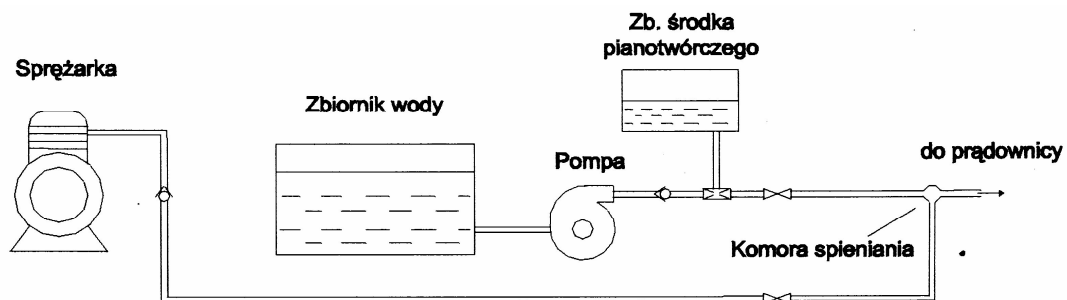 Zb. środka
pianotwórczego
Sprężarka
Zbiornik wody
Pompa
do prądownicy
Komora spieniania